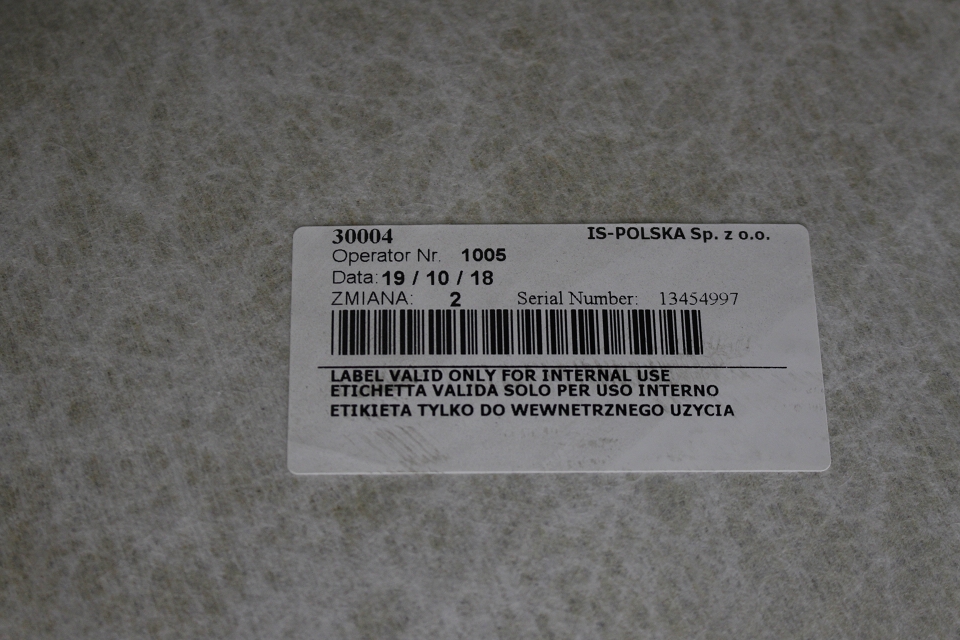 30004 IS-POLSKA Sp. z o.o.
Operator Nr. 1005
Data: 19 / 10 / 18
ZMIANA: 2 Serial Number: 13454997
LABEL VALID ONLY FOR INTERNAL USE
ETICHETTA VALIDA SOLO PER USO INTERNO
ETIKIETA TYLKO DO WEWNETRZNEGO UZYCIA